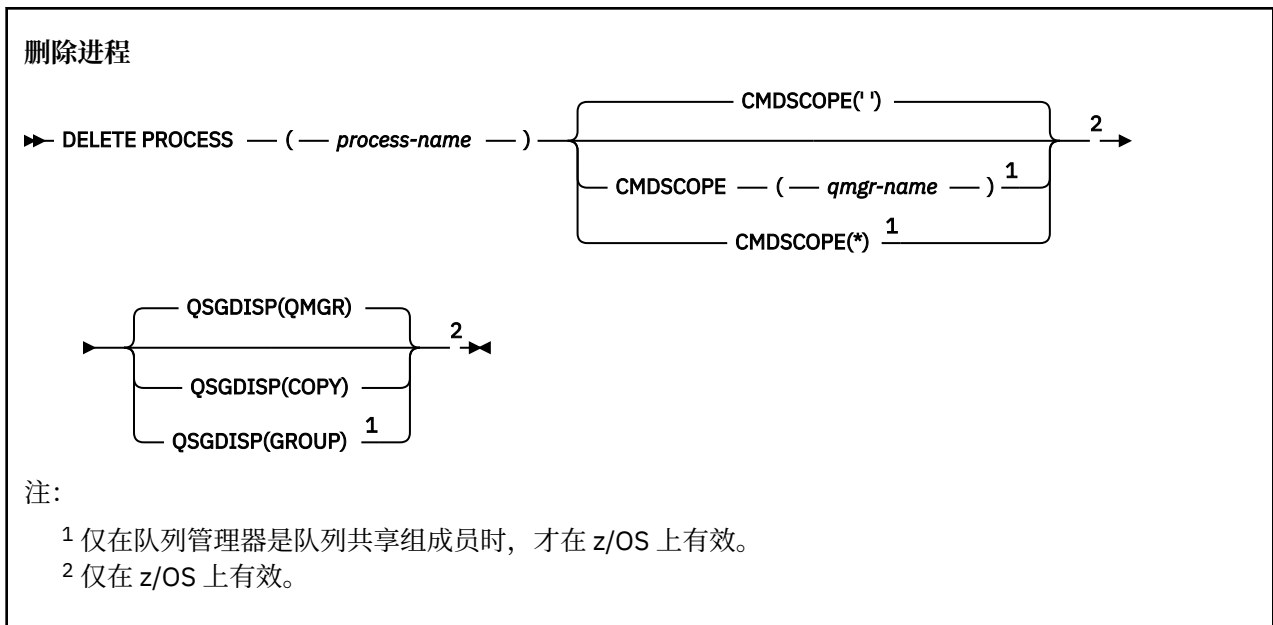 删除进程
CMDSCOPE(' ')
DELETE PROCESS ( process-name ) 2
CMDSCOPE ( qmgr-name ) 1
CMDSCOPE(*) 1
QSGDISP(QMGR)
2
QSGDISP(COPY)
QSGDISP(GROUP) 1
注：
1 仅在队列管理器是队列共享组成员时，才在 z/OS 上有效。
2 仅在 z/OS 上有效。